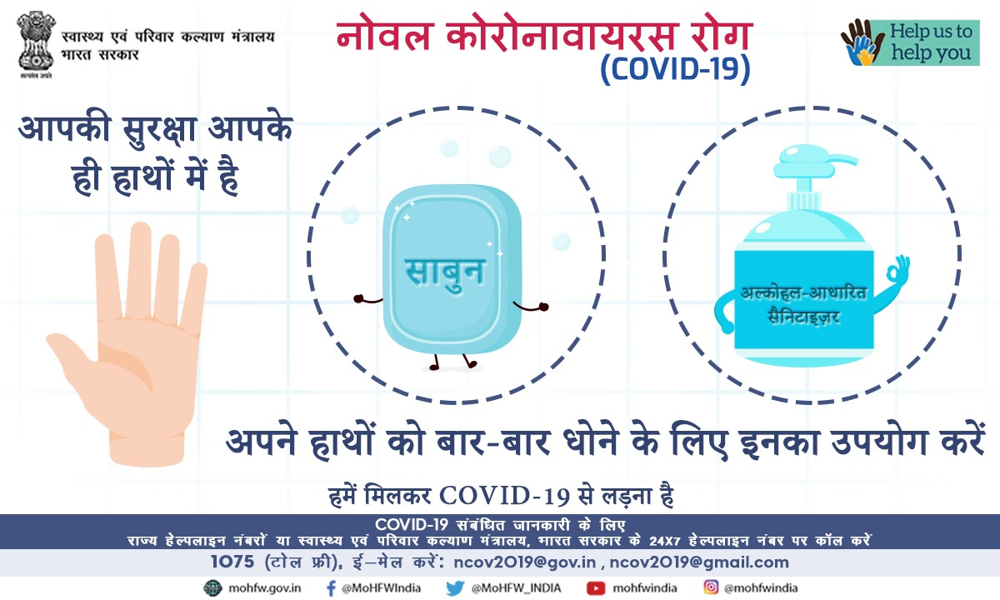 स्वास्थ्य एवं परिवार कल्याण मंत्रालय
भारत सरकार
सत्यमेव जयते
नोवल कोरोनावायरस रोग
(COVID-19)
Help us to
help you
आपकी सुरक्षा आपके
ही हाथों में है
साबुन
अल्कोहल-आधारित
सैनिटाइज़र
अपने हाथों को बार-बार धोने के लिए इनका उपयोग करें
हमें मिलकर COVID-19 से लड़ना है
COVID-19 संबंधित जानकारी के लिए
राज्य हेल्पलाइन नंबरों या स्वास्थ्य एवं परिवार कल्याण मंत्रालय, भारत सरकार के 24X7 हेल्पलाइन नंबर पर कॉल करें
1075 (टोल फ्री), ई–मेल करें: ncov2019@gov.in , ncov2019@gmail.com
mohfw.gov.in @MoHFWIndia @MoHFW_INDIA mohfwindia @mohfwindia